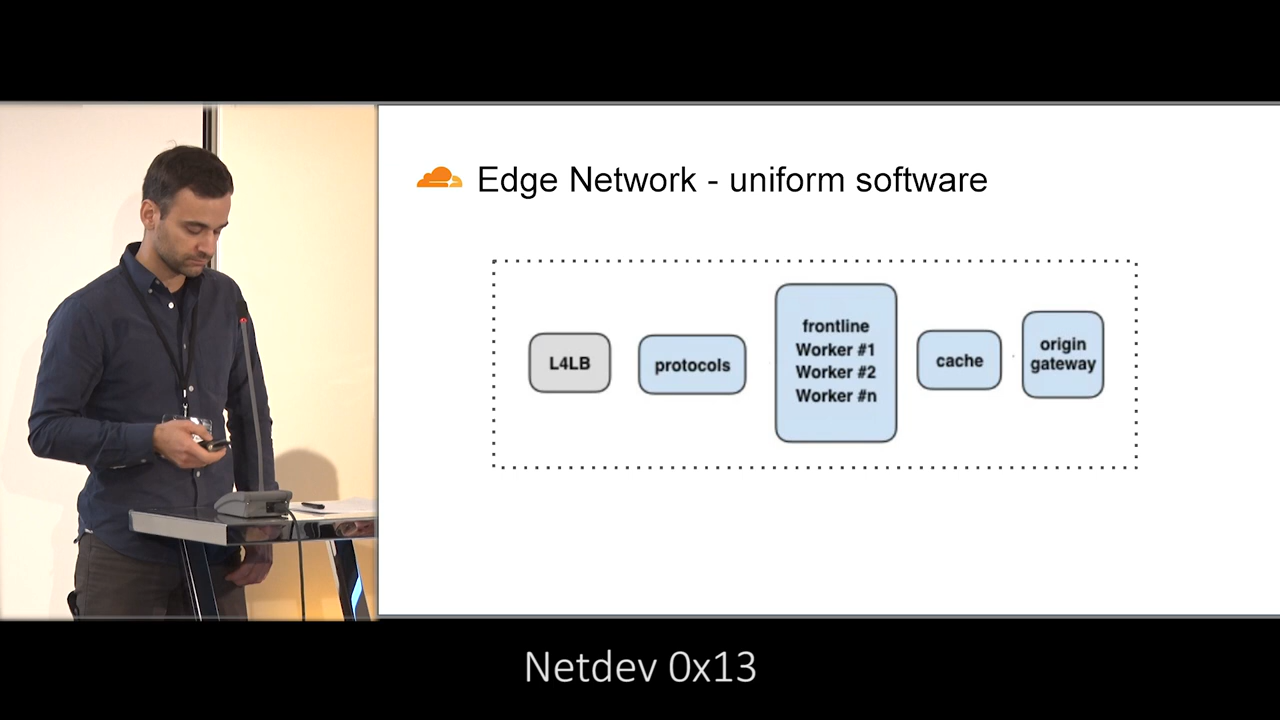 Edge Network - uniform software
L4LB
protocols
frontline
Worker #1
Worker #2
Worker #n
cache
origin
gateway
Netdev 0x13